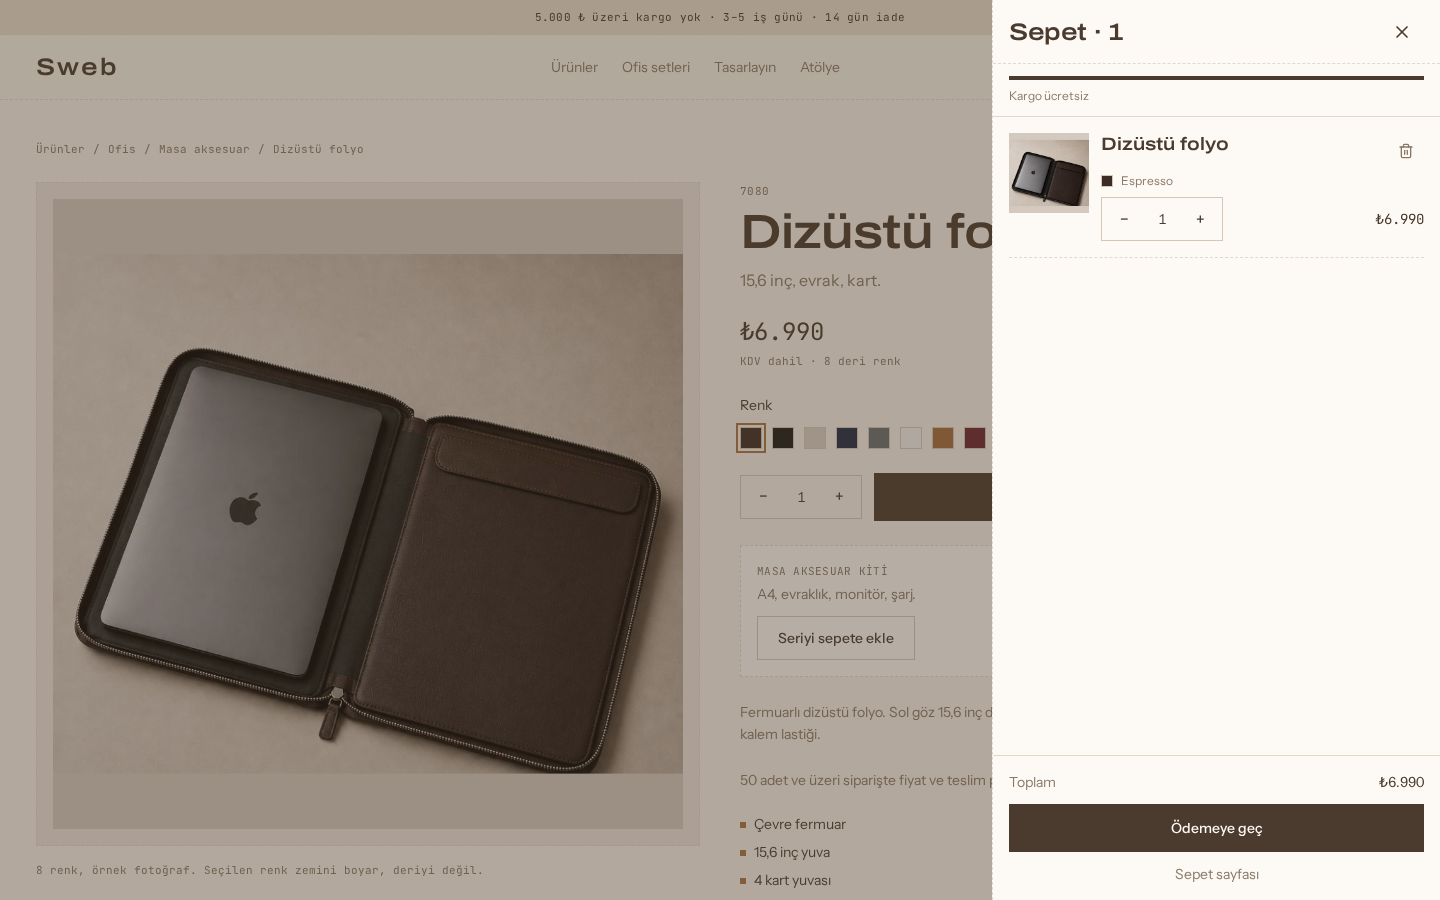 5.000 ₺ üzeri kargo yok · 3–5 iş günü · 14 gün iade
Sweb
Ürünler
Ofis setleri
Tasarlayın
Atölye
Ürünler / Ofis / Masa aksesuar / Dizüstü folyo
8 renk, örnek fotoğraf. Seçilen renk zemini boyar, deriyi değil.
7080
Dizüstü fo
15,6 inç, evrak, kart.
₺6.990
KDV dahil · 8 deri renk
Renk
− 1 +
MASA AKSESUAR KİTİ
A4, evraklık, monitör, şarj.
Seriyi sepete ekle
Fermuarlı dizüstü folyo. Sol göz 15,6 inç d
kalem lastiği.
50 adet ve üzeri siparişte fiyat ve teslim
Çevre fermuar
15,6 inç yuva
4 kart yuvası
Sepet · 1
Kargo ücretsiz
Dizüstü folyo
Espresso
− 1 +
₺6.990
Toplam ₺6.990
Ödemeye geç
Sepet sayfası